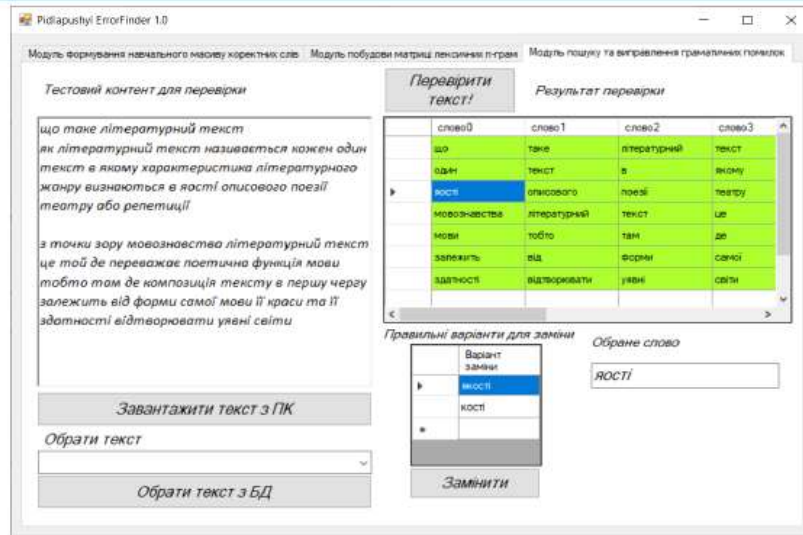 Pidlapushyi ErrorFinder 1.0
Модуль формування навчального масиву коректних слів Модуль побудови матриці лексичних n-грам Модуль пошуку та виправлення граматичних помилок
Тестовий контент для перевірки
Перевірити
текст!
Результат перевірки
що таке літературний текст
як літературний текст називається кожен один
текст в якому характеристика літературного
жанру визнаються в яості описового поезії
театру або репетиції
з точки зору мовознавства літературний текст
це той де переважає поетична функція мови
тобто там де композиція тексту в першу чергу
залежить від форми самої мови її краси та її
здатності відтворювати уявні світи
слово0 слово1 слово2 слово3
що таке літературний текст
один текст в якому
яості описового поезії театру
мовознавства літературний текст це
мови тобто там де
залежить від форми самої
здатності відтворювати уявні світи
Правильні варіанти для заміни
Обране слово
Варіант
заміни
якості
кості
яості
Завантажити текст з ПК
Обрати текст
Обрати текст з БД
Замінити